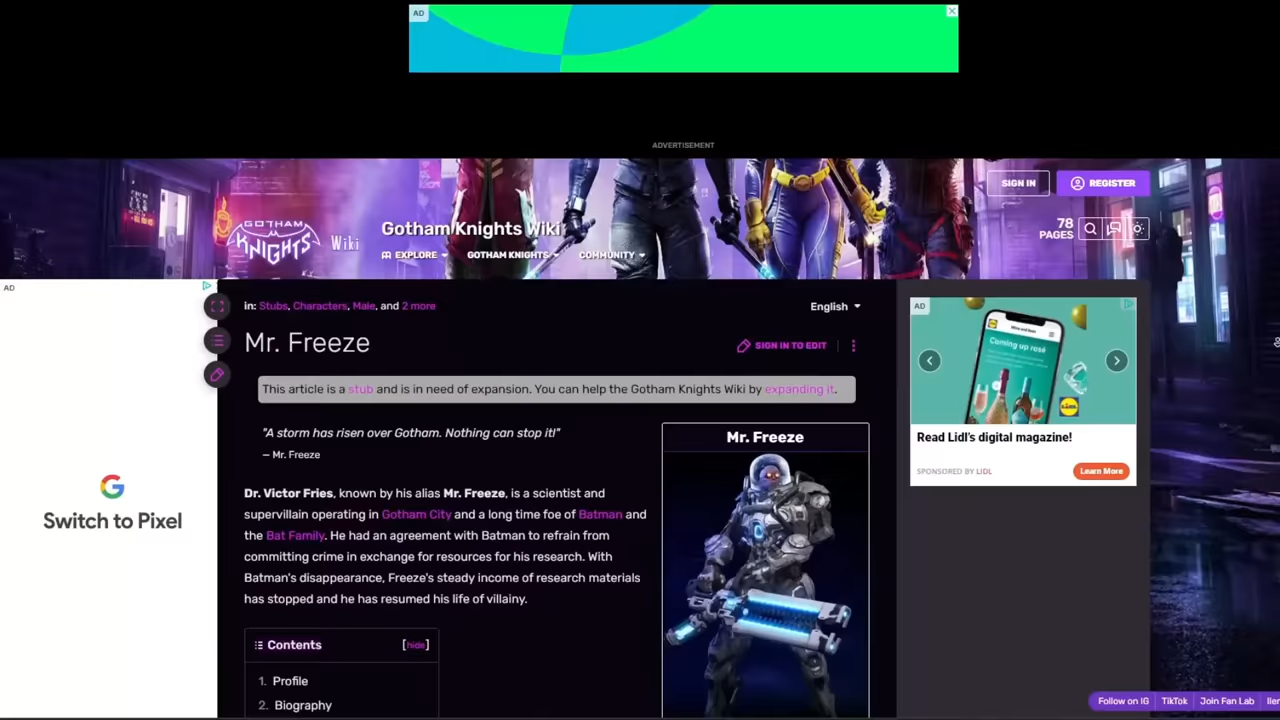 AD
ADVERTISEMENT
SIGN IN
REGISTER
GOTHAM
KNIGHTS
Wiki
Gotham Knights Wiki
78
PAGES
EXPLORE
GOTHAM KNIGHTS
COMMUNITY
AD
in: Stubs, Characters, Male, and 2 more
English
Mr. Freeze
SIGN IN TO EDIT
This article is a stub and is in need of expansion. You can help the Gotham Knights Wiki by expanding it.
"A storm has risen over Gotham. Nothing can stop it!"
– Mr. Freeze
Mr. Freeze
Dr. Victor Fries, known by his alias Mr. Freeze, is a scientist and
supervillain operating in Gotham City and a long time foe of Batman and
the Bat Family. He had an agreement with Batman to refrain from
committing crime in exchange for resources for his research. With
Batman's disappearance, Freeze's steady income of research materials
has stopped and he has resumed his life of villainy.
Contents [hide]
1. Profile
2. Biography
G
Switch to Pixel
AD
Coming up rosé
LIDL
Read Lidl's digital magazine!
SPONSORED BY LIDL
Learn More
Follow on IG
TikTok
Join Fan Lab